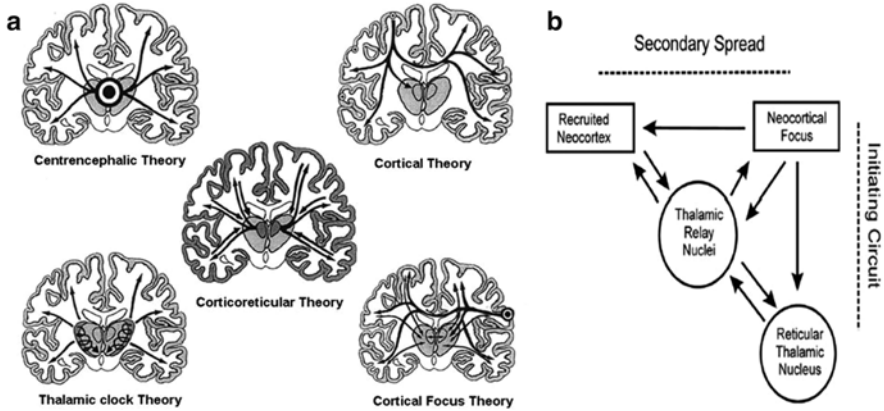 a
Centrencephalic Theory
Cortical Theory
Corticoreticular Theory
Thalamic clock Theory
Cortical Focus Theory
b
Secondary Spread
Recruited
Neocortex
Neocortical
Focus
Thalamic
Relay
Nuclei
Reticular
Thalamic
Nucleus
Initiating Circuit